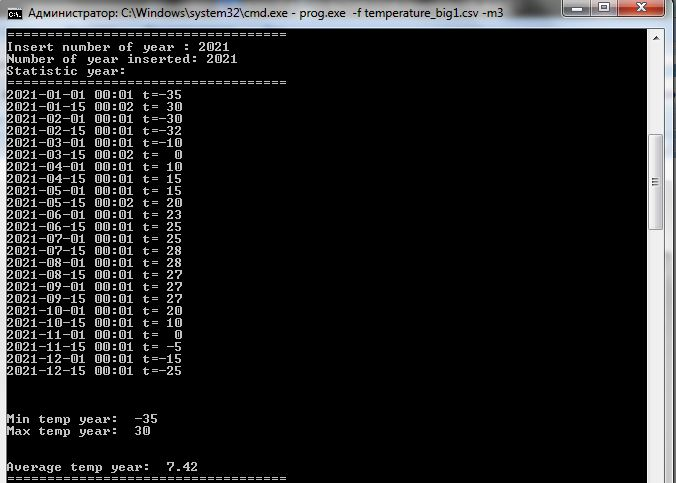 Администратор: C:\Windows\system32\cmd.exe - prog.exe -f temperature_big1.csv -m3
===================================
Insert number of year : 2021
Number of year inserted: 2021
Statistic year:
===================================
2021-01-01 00:01 t=-35
2021-01-15 00:02 t= 30
2021-02-01 00:01 t=-30
2021-02-15 00:01 t=-32
2021-03-01 00:01 t=-10
2021-03-15 00:02 t=  0
2021-04-01 00:01 t= 10
2021-04-15 00:01 t= 15
2021-05-01 00:01 t= 15
2021-05-15 00:02 t= 20
2021-06-01 00:01 t= 23
2021-06-15 00:01 t= 25
2021-07-01 00:01 t= 25
2021-07-15 00:01 t= 28
2021-08-01 00:01 t= 28
2021-08-15 00:01 t= 27
2021-09-01 00:01 t= 27
2021-09-15 00:01 t= 27
2021-10-01 00:01 t= 20
2021-10-15 00:01 t= 10
2021-11-01 00:01 t=  0
2021-11-15 00:01 t= -5
2021-12-01 00:01 t=-15
2021-12-15 00:01 t=-25
Min temp year:  -35
Max temp year:  30
Average temp year:  7.42
===================================